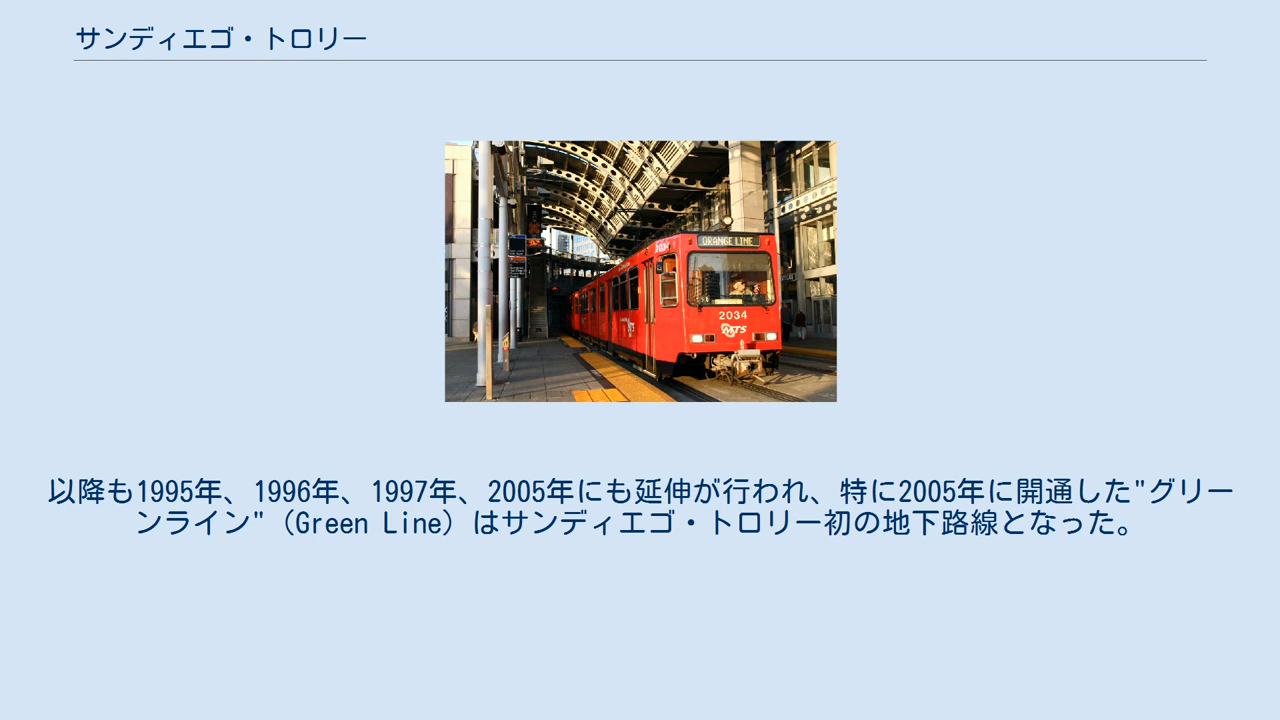 サンディエゴ・トロリー
ORANGE LINE
2034
2034
MTS
以降も1995年、1996年、1997年、2005年にも延伸が行われ、特に2005年に開通した"グリー
ンライン"（Green Line）はサンディエゴ・トロリー初の地下路線となった。